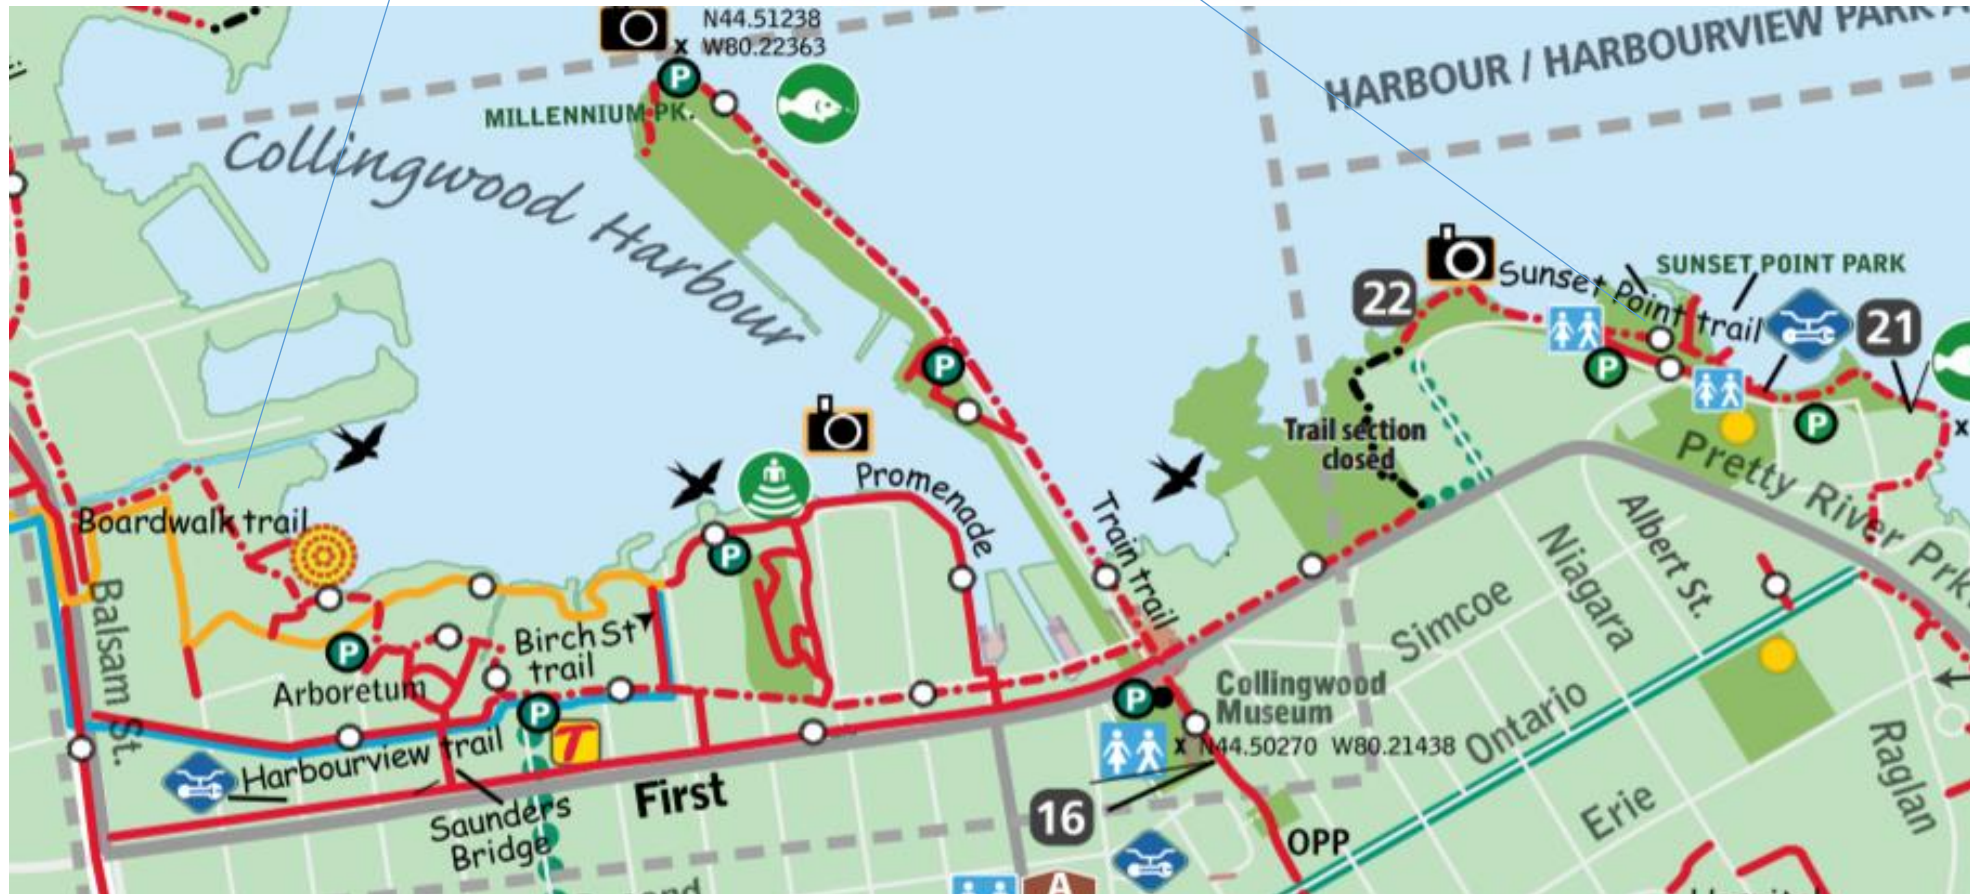 N44.51238
W80.22363
x
P
MILLENNIUM PK.
HARBOUR / HARBOURVIEW PARK
Collingwood Harbour
SUNSET POINT PARK
Sunset Point trail
22
21
P
P
P
x
Trail section
closed
Promenade
Train trail
Pretty River Prk
Albert St.
Niagara
Simcoe
Boardwalk trail
P
Balsam St.
Birch St
trail
P
Arboretum
P
T
Harbourview trail
First
Saunders
Bridge
P
Collingwood
Museum
x N44.50270 W80.21438
16
OPP
Ontario
Erie
Raglan
A